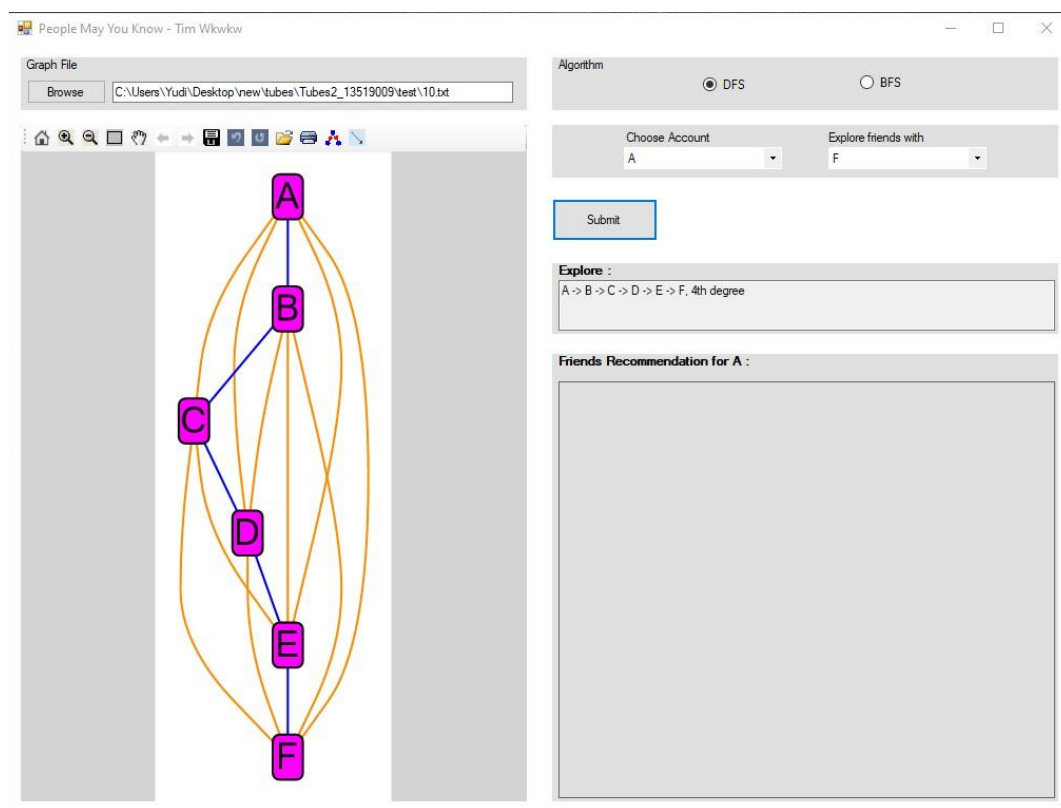 People May You Know - Tim Wkwkw
Graph File
Browse
C:\Users\Yudi\Desktop\new\tubes\Tubes2_13519009\test\10.txt
Algorithm
DFS
BFS
Choose Account
Explore friends with
A
F
Submit
Explore :
A -> B -> C -> D -> E -> F, 4th degree
Friends Recommendation for A :
A
B
C
D
E
F